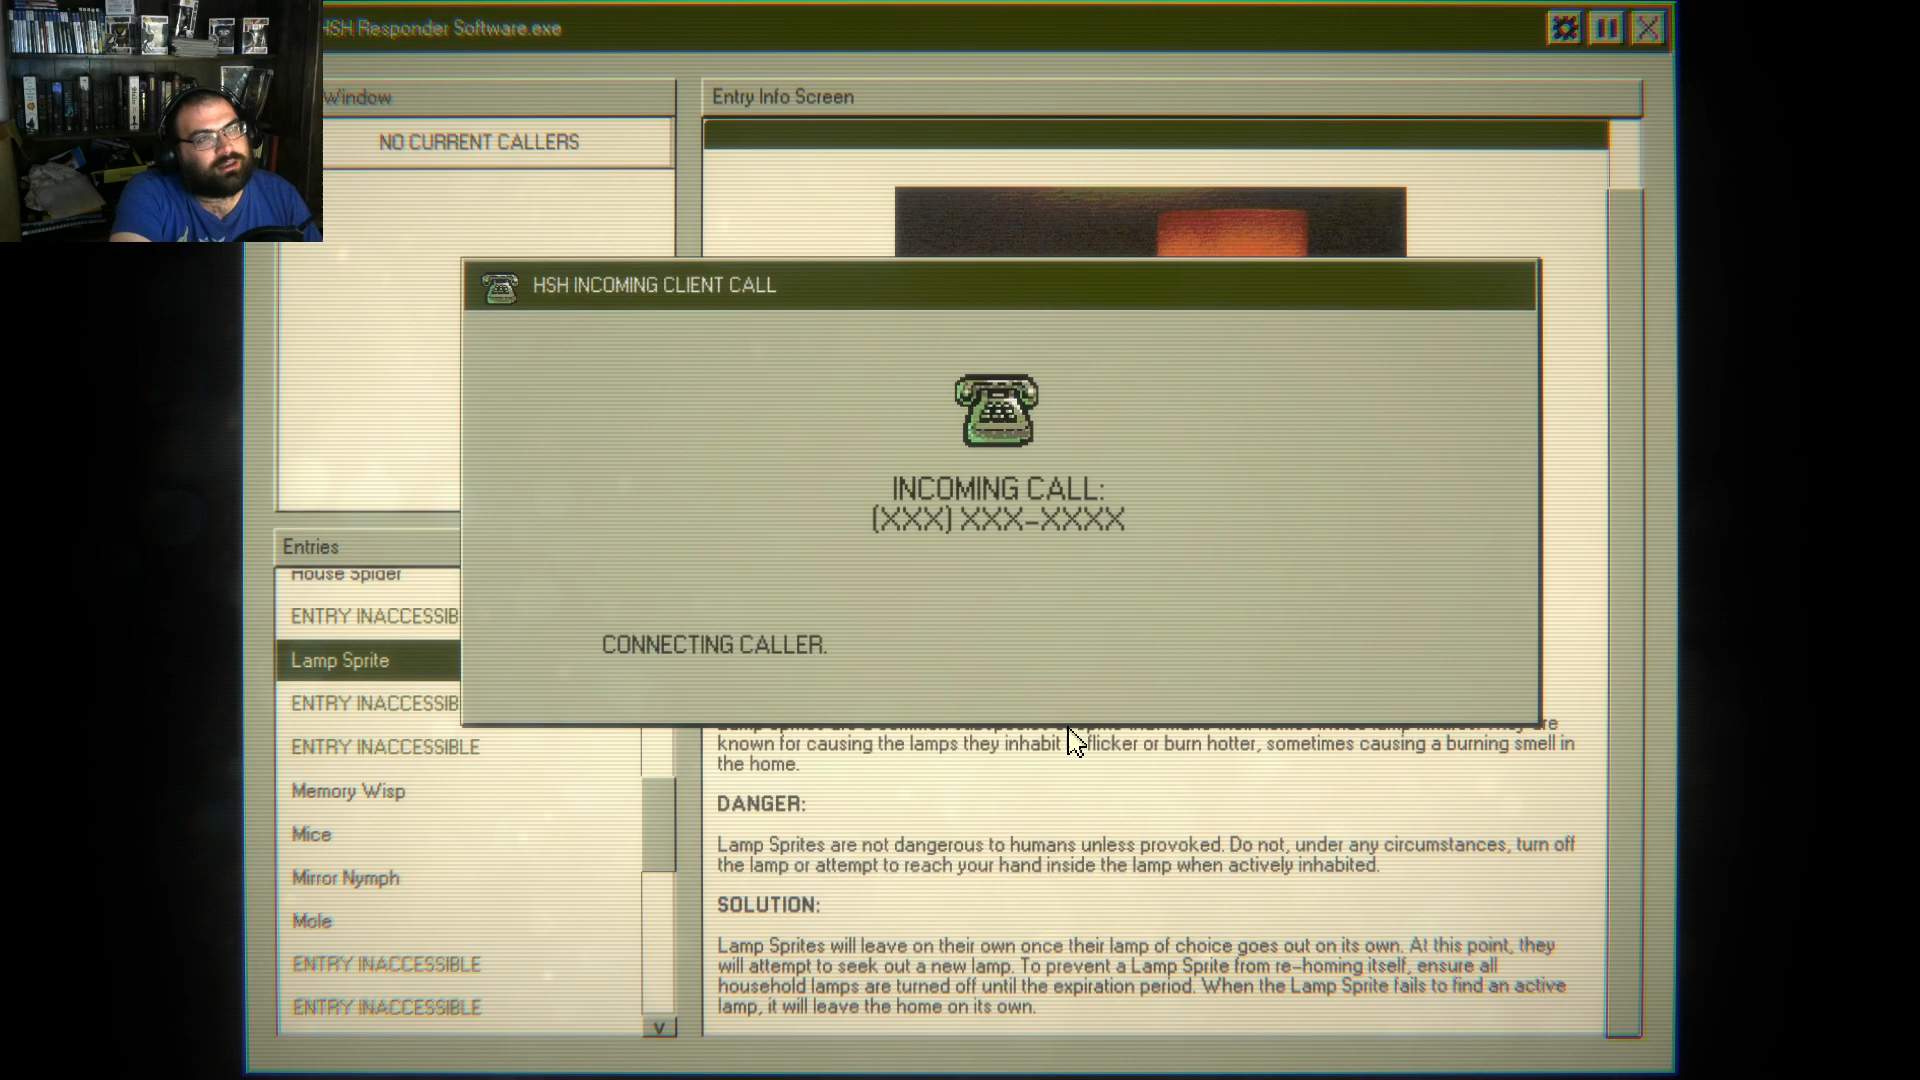 HSH Responder Software.exe
Window
NO CURRENT CALLERS
Entry Info Screen
HSH INCOMING CLIENT CALL
INCOMING CALL:
(XXX) XXX-XXXX
CONNECTING CALLER.
Entries
House Spider
ENTRY INACCESSIB
Lamp Sprite
ENTRY INACCESSIB
ENTRY INACCESSIBLE
Memory Wisp
Mice
Mirror Nymph
Mole
ENTRY INACCESSIBLE
ENTRY INACCESSIBLE
V
known for causing the lamps they inhabit flicker or burn hotter, sometimes causing a burning smell in
the home.
DANGER:
Lamp Sprites are not dangerous to humans unless provoked. Do not, under any circumstances, turn off
the lamp or attempt to reach your hand inside the lamp when actively inhabited.
SOLUTION:
Lamp Sprites will leave on their own once their lamp of choice goes out on its own. At this point, they
will attempt to seek out a new lamp. To prevent a Lamp Sprite from re-homing itself, ensure all
household lamps are turned off until the expiration period. When the Lamp Sprite fails to find an active
lamp, it will leave the home on its own.